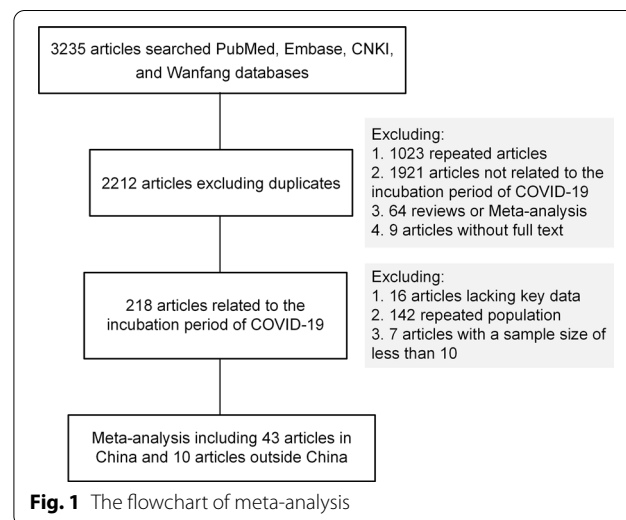 3235 articles searched PubMed, Embase, CNKI,
and Wanfang databases
2212 articles excluding duplicates
Excluding:
1. 1023 repeated articles
2. 1921 articles not related to the
incubation period of COVID-19
3. 64 reviews or Meta-analysis
4. 9 articles without full text
218 articles related to the
incubation period of COVID-19
Excluding:
1. 16 articles lacking key data
2. 142 repeated population
3. 7 articles with a sample size of
less than 10
Meta-analysis including 43 articles in
China and 10 articles outside China
Fig. 1 The flowchart of meta-analysis